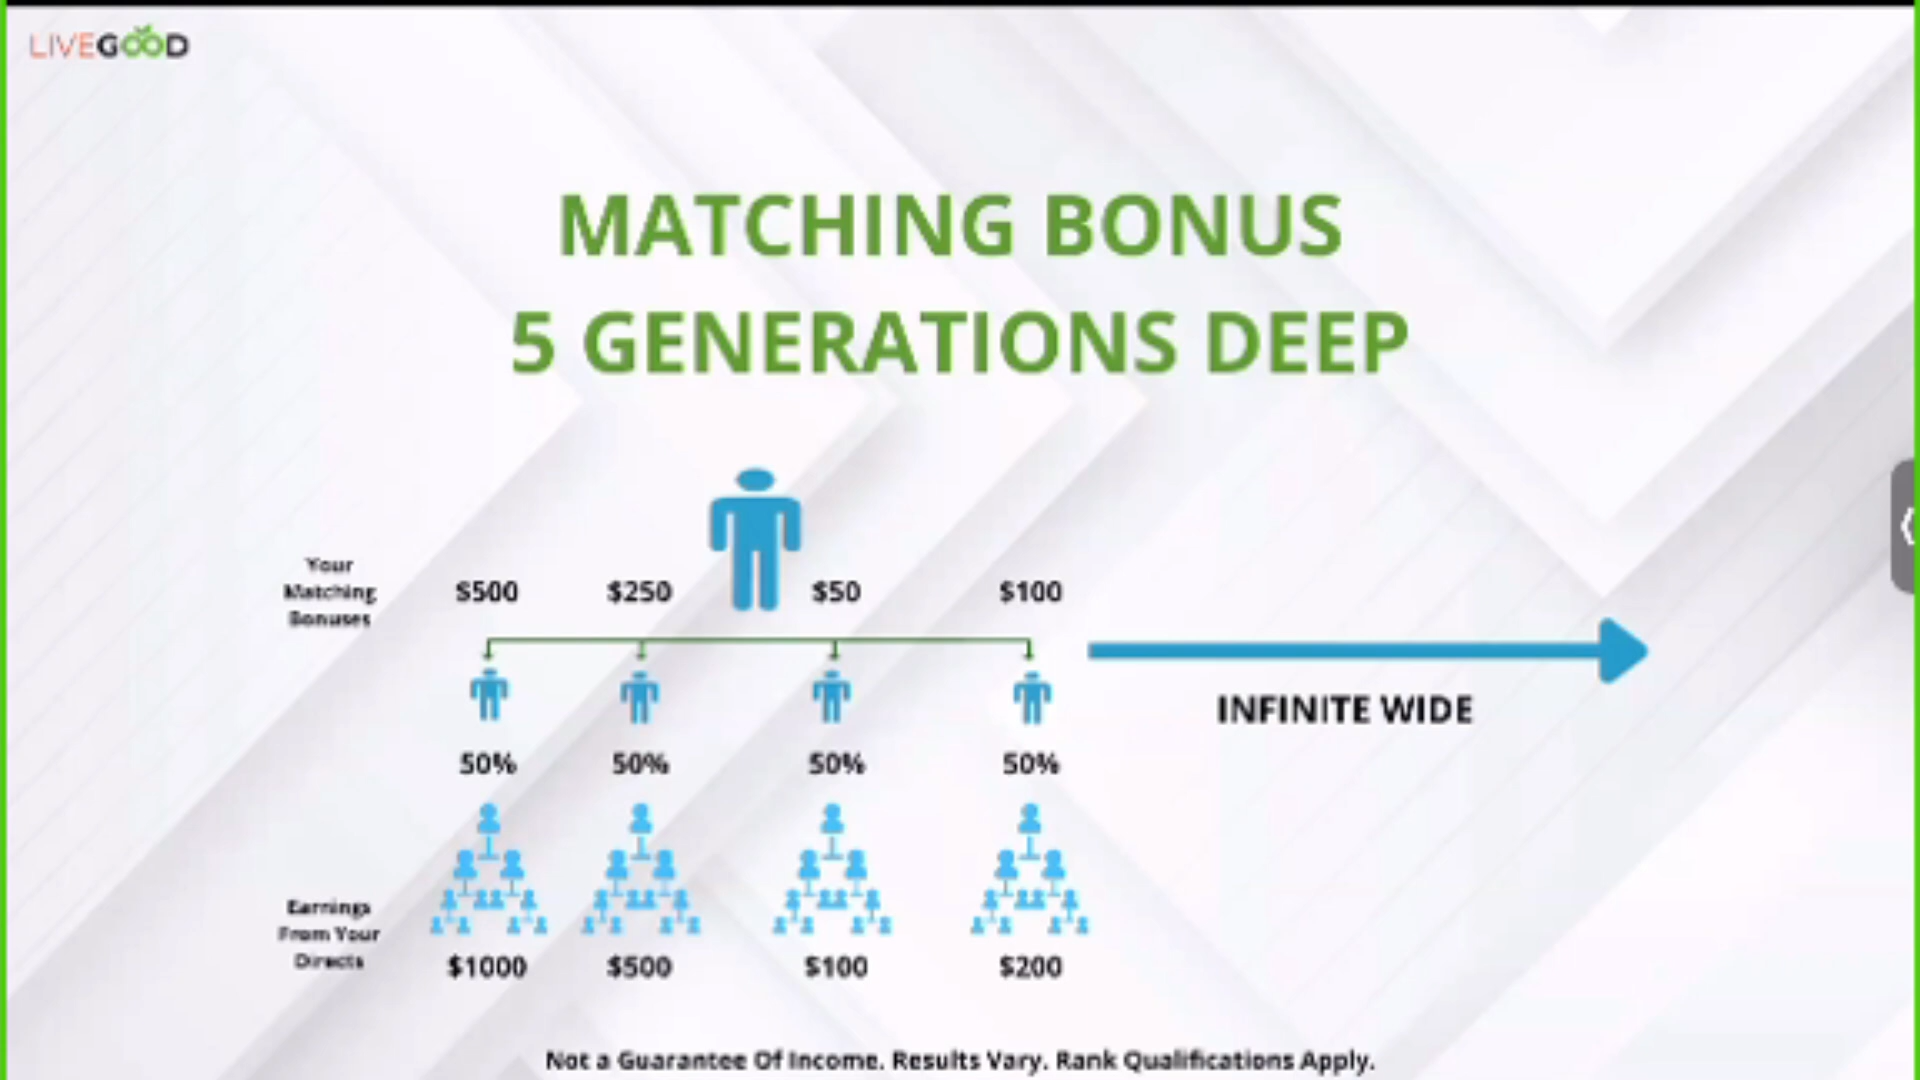 LIVEGOOD
MATCHING BONUS
5 GENERATIONS DEEP
Your
Matching
Bonuses
$500 $250 $50 $100
INFINITE WIDE
50% 50% 50% 50%
Earnings
From Your
Directs
$1000 $500 $100 $200
Not a Guarantee Of Income. Results Vary. Rank Qualifications Apply.